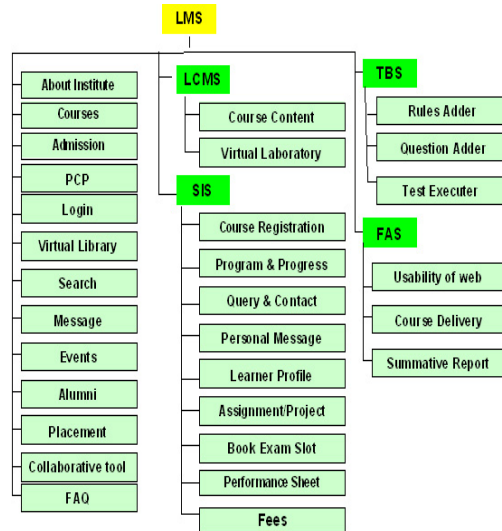 LMS
About Institute
Courses
Admission
PCP
Login
Virtual Library
Search
Message
Events
Alumni
Placement
Collaborative tool
FAQ
LCMS
Course Content
Virtual Laboratory
SIS
Course Registration
Program & Progress
Query & Contact
Personal Message
Learner Profile
Assignment/Project
Book Exam Slot
Performance Sheet
Fees
TBS
Rules Adder
Question Adder
Test Executer
FAS
Usability of web
Course Delivery
Summative Report